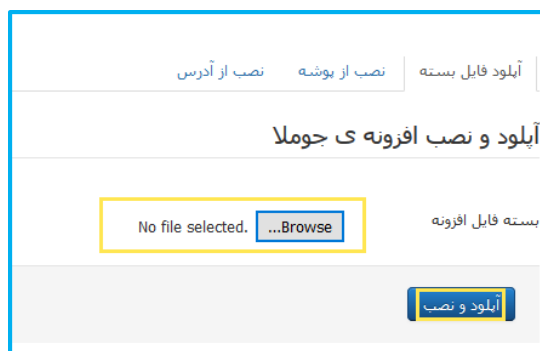 آپلود فایل بسته نصب از پوشه نصب از آدرس
آپلود و نصب افزونه ی جوملا
بسته فایل افزونه Browse... No file selected.
آپلود و نصب